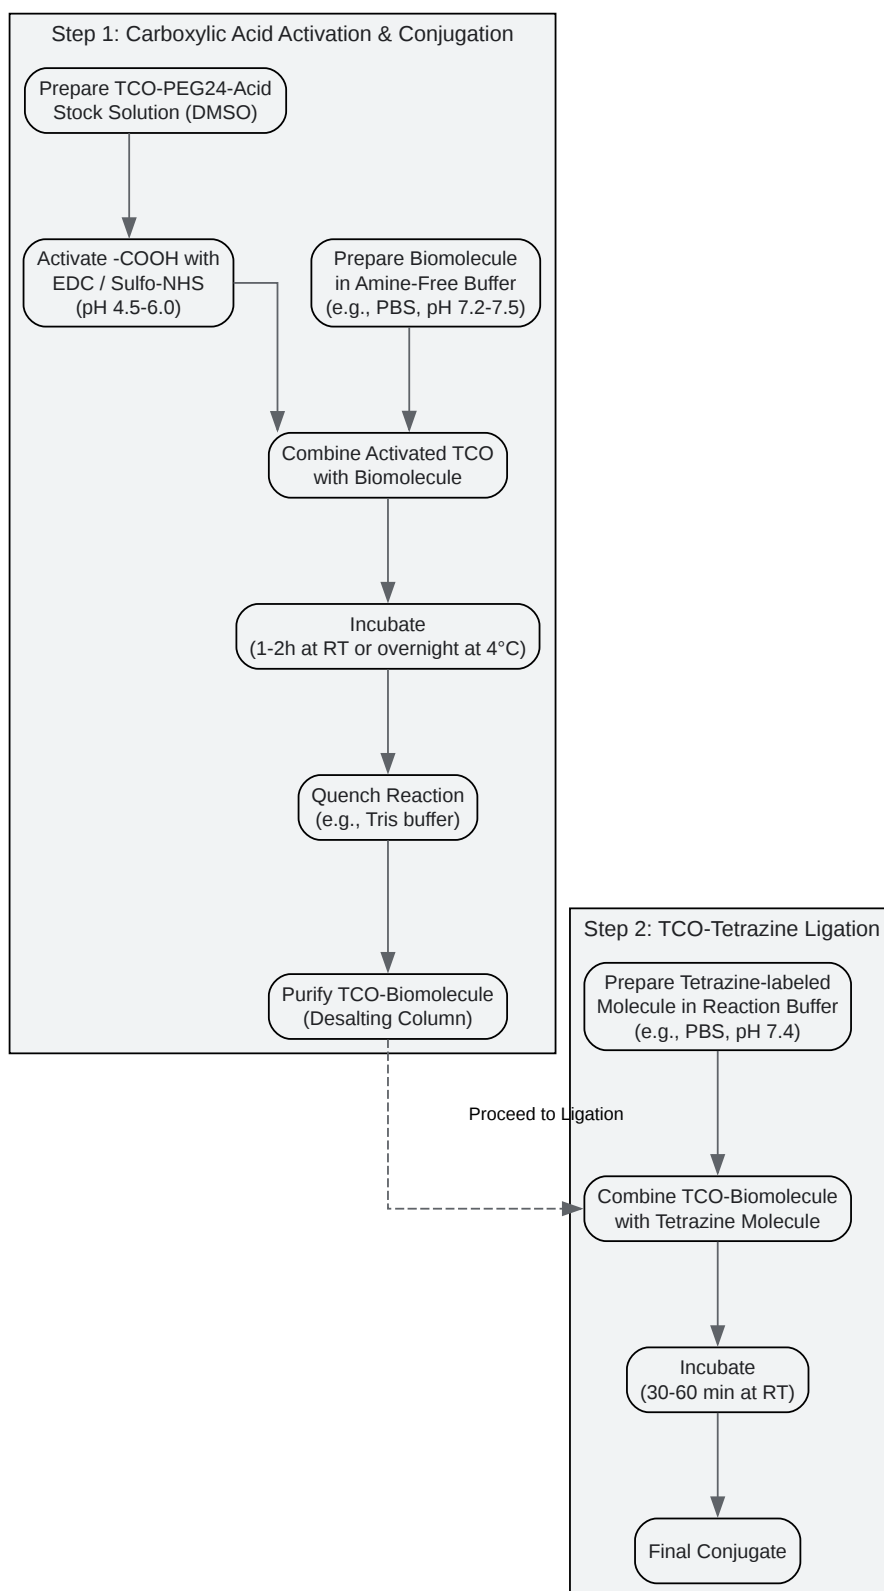 Step 1: Carboxylic Acid Activation & Conjugation
Prepare TCO-PEG24-Acid
Stock Solution (DMSO)
Activate -COOH with
EDC / Sulfo-NHS
(pH 4.5-6.0)
Prepare Biomolecule
in Amine-Free Buffer
(e.g., PBS, pH 7.2-7.5)
Combine Activated TCO
with Biomolecule
Incubate
(1-2h at RT or overnight at 4°C)
Quench Reaction
(e.g., Tris buffer)
Purify TCO-Biomolecule
(Desalting Column)
Proceed to Ligation
Step 2: TCO-Tetrazine Ligation
Prepare Tetrazine-labeled
Molecule in Reaction Buffer
(e.g., PBS, pH 7.4)
Combine TCO-Biomolecule
with Tetrazine Molecule
Incubate
(30-60 min at RT)
Final Conjugate